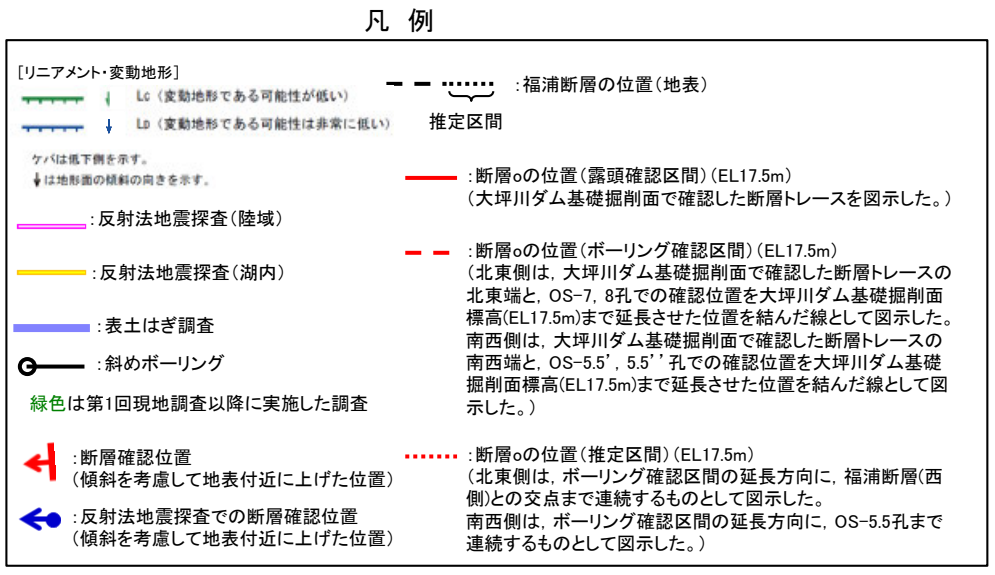 凡 例
[リニアメント・変動地形]
LC (変動地形である可能性が低い)
LD (変動地形である可能性は非常に低い)
ケバは低下側を示す。
↓は地形面の傾斜の向きを示す。
:反射法地震探査(陸域)
:反射法地震探査(湖内)
:表土はぎ調査
:斜めボーリング
緑色は第1回現地調査以降に実施した調査
:断層確認位置
(傾斜を考慮して地表付近に上げた位置)
:反射法地震探査での断層確認位置
(傾斜を考慮して地表付近に上げた位置)
:福浦断層の位置(地表)
推定区間
:断層oの位置(露頭確認区間)(EL17.5m)
(大坪川ダム基礎掘削面で確認した断層トレースを図示した。)
:断層oの位置(ボーリング確認区間)(EL17.5m)
(北東側は,大坪川ダム基礎掘削面で確認した断層トレースの
北東端と,OS-7, 8孔での確認位置を大坪川ダム基礎掘削面
標高(EL17.5m)まで延長させた位置を結んだ線として図示した。
南西側は,大坪川ダム基礎掘削面で確認した断層トレースの
南西端と,OS-5.5’, 5.5’’孔での確認位置を大坪川ダム基礎
掘削面標高(EL17.5m)まで延長させた位置を結んだ線として図
示した。)
:断層oの位置(推定区間)(EL17.5m)
(北東側は,ボーリング確認区間の延長方向に,福浦断層(西
側)との交点まで連続するものとして図示した。
南西側は,ボーリング確認区間の延長方向に,OS-5.5孔まで
連続するものとして図示した。)